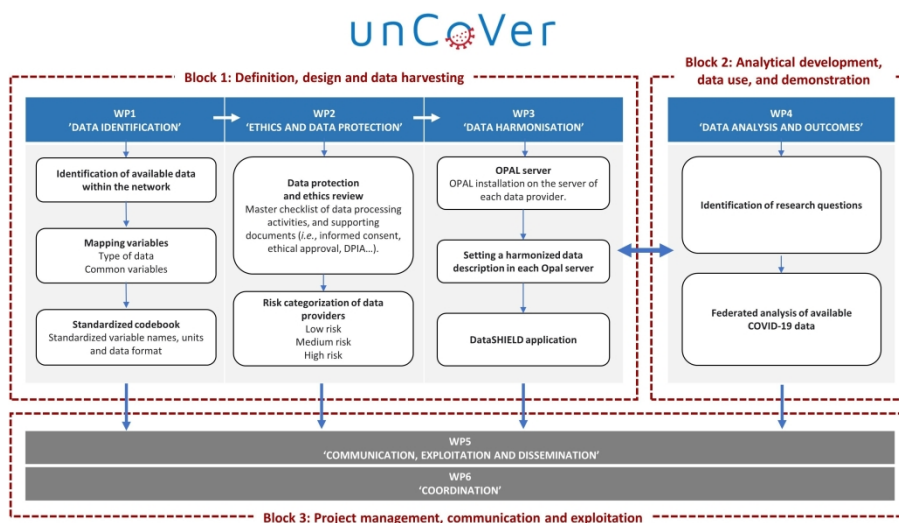 unCoVer
Block 1: Definition, design and data harvesting
Block 2: Analytical development,
data use, and demonstration
WP1
'DATA IDENTIFICATION'
WP2
'ETHICS AND DATA PROTECTION'
WP3
'DATA HARMONISATION'
WP4
'DATA ANALYSIS AND OUTCOMES'
Identification of available data
within the network
Mapping variables
Type of data
Common variables
Standardized codebook
Standardized variable names, units
and data format
Data protection
and ethics review
Master checklist of data processing
activities, and supporting
documents (i.e., informed consent,
ethical approval, DPIA...).
Risk categorization of data
providers
Low risk
Medium risk
High risk
OPAL server
OPAL installation on the server of
each data provider.
Setting a harmonized data
description in each Opal server
DataSHIELD application
Identification of research
questions
Federated analysis of available
COVID-19 data
WP5
'COMMUNICATION, EXPLOITATION AND DISSEMINATION'
WP6
'COORDINATION'
Block 3: Project management, communication and exploitation